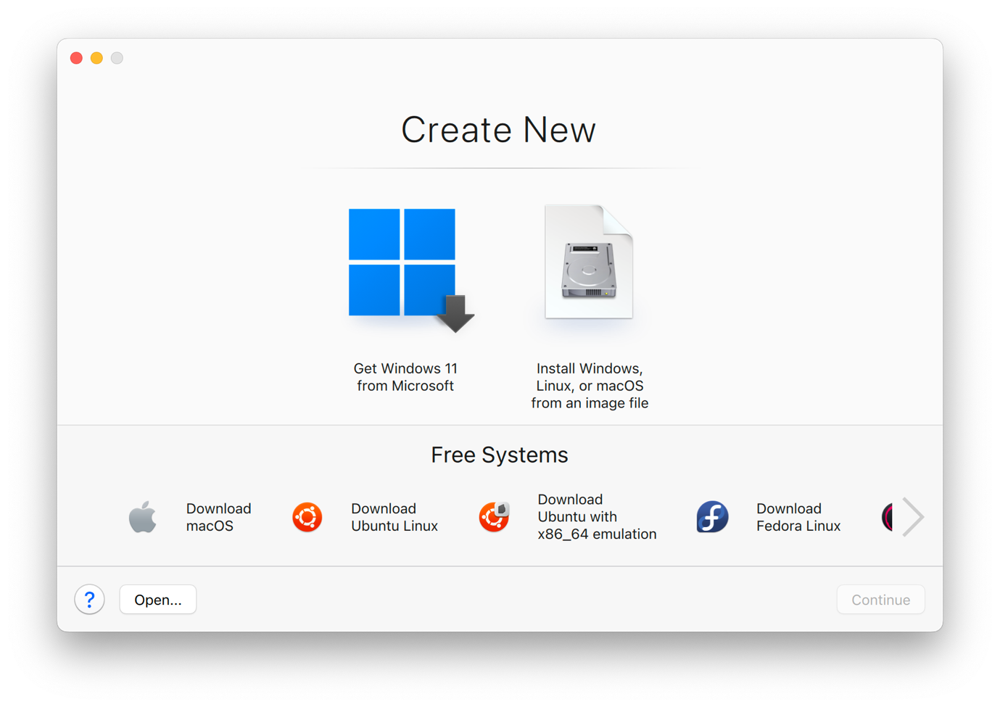 Create New
Get Windows 11
from Microsoft
Install Windows,
Linux, or macOS
from an image file
Free Systems
Download
macOS
Download
Ubuntu Linux
Download
Ubuntu with
x86_64 emulation
Download
Fedora Linux
?
Open...
Continue